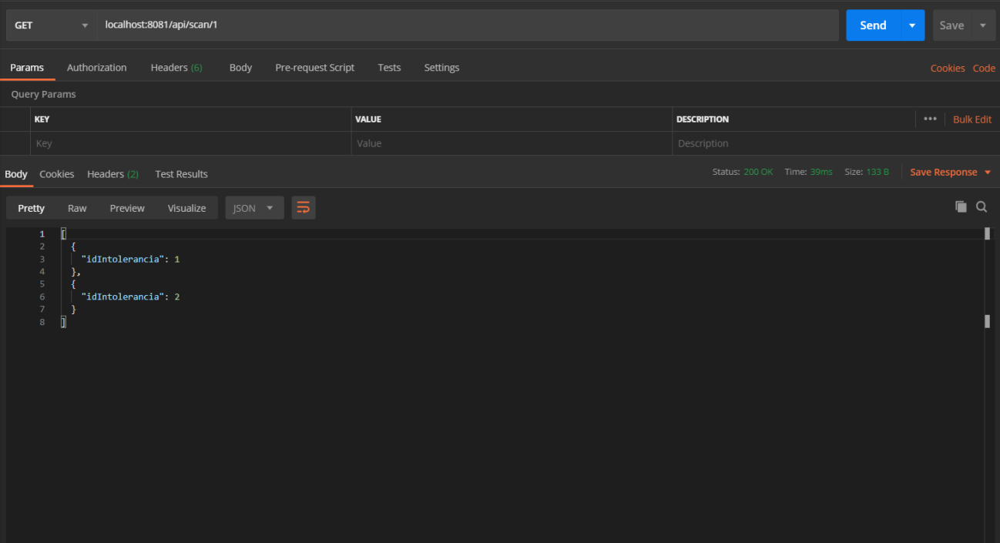 GET localhost:8081/api/scan/1 Send Save
Params Authorization Headers (6) Body Pre-request Script Tests Settings Cookies Code
Query Params
KEY VALUE DESCRIPTION ••• Bulk Edit
Key Value Description
Body Cookies Headers (2) Test Results Status: 200 OK Time: 39ms Size: 133 B Save Response
Pretty Raw Preview Visualize JSON
1 [
2 {
3 "idIntolerancia": 1
4 },
5 {
6 "idIntolerancia": 2
7 }
8 ]